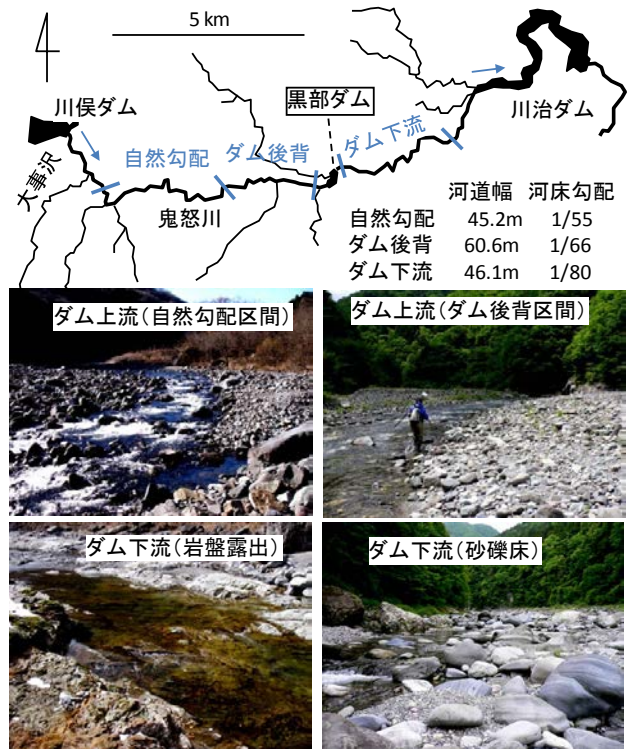 5 km
川俣ダム
黒部ダム
川治ダム
大事沢
自然勾配
ダム後背
ダム下流
鬼怒川
河道幅 河床勾配
自然勾配 45.2m 1/55
ダム後背 60.6m 1/66
ダム下流 46.1m 1/80
ダム上流(自然勾配区間)
ダム上流(ダム後背区間)
ダム下流(岩盤露出)
ダム下流(砂礫床)